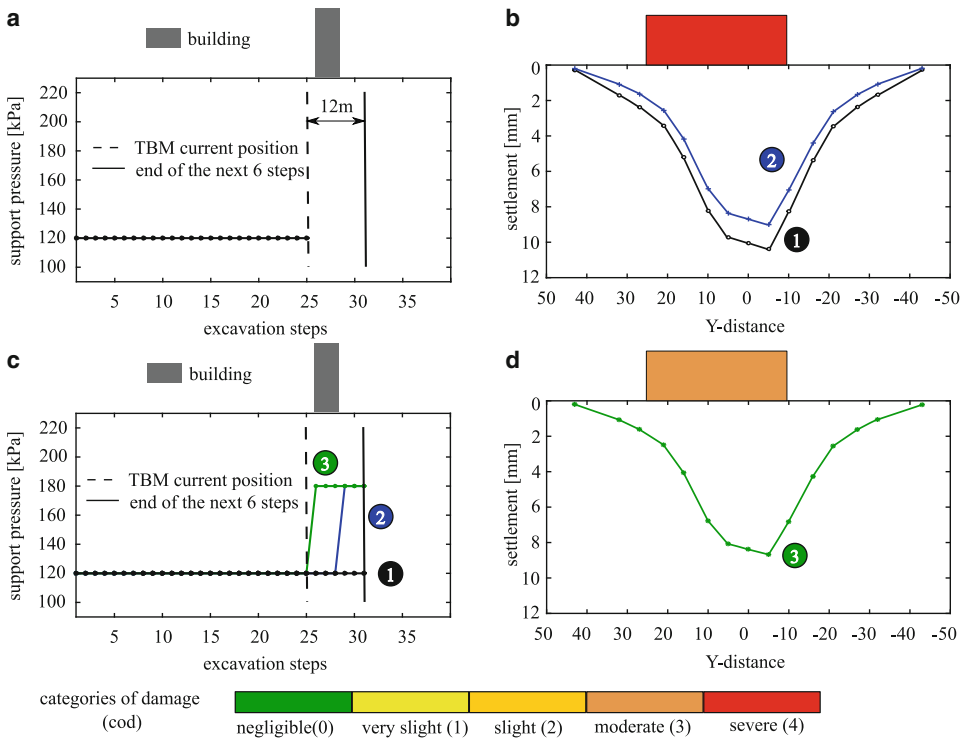 a
building
support pressure [kPa]
220
200
180
160
140
120
100
12m
TBM current position
end of the next 6 steps
5 10 15 20 25 30 35
excavation steps
b
settlement [mm]
0
2
4
6
8
10
12
2
1
50 40 30 20 10 0 -10 -20 -30 -40 -50
Y-distance
c
building
support pressure [kPa]
220
200
180
160
140
120
100
TBM current position
end of the next 6 steps
3
2
1
5 10 15 20 25 30 35
excavation steps
d
settlement [mm]
0
2
4
6
8
10
12
3
50 40 30 20 10 0 -10 -20 -30 -40 -50
Y-distance
categories of damage
(cod)
negligible(0) very slight (1) slight (2) moderate (3) severe (4)